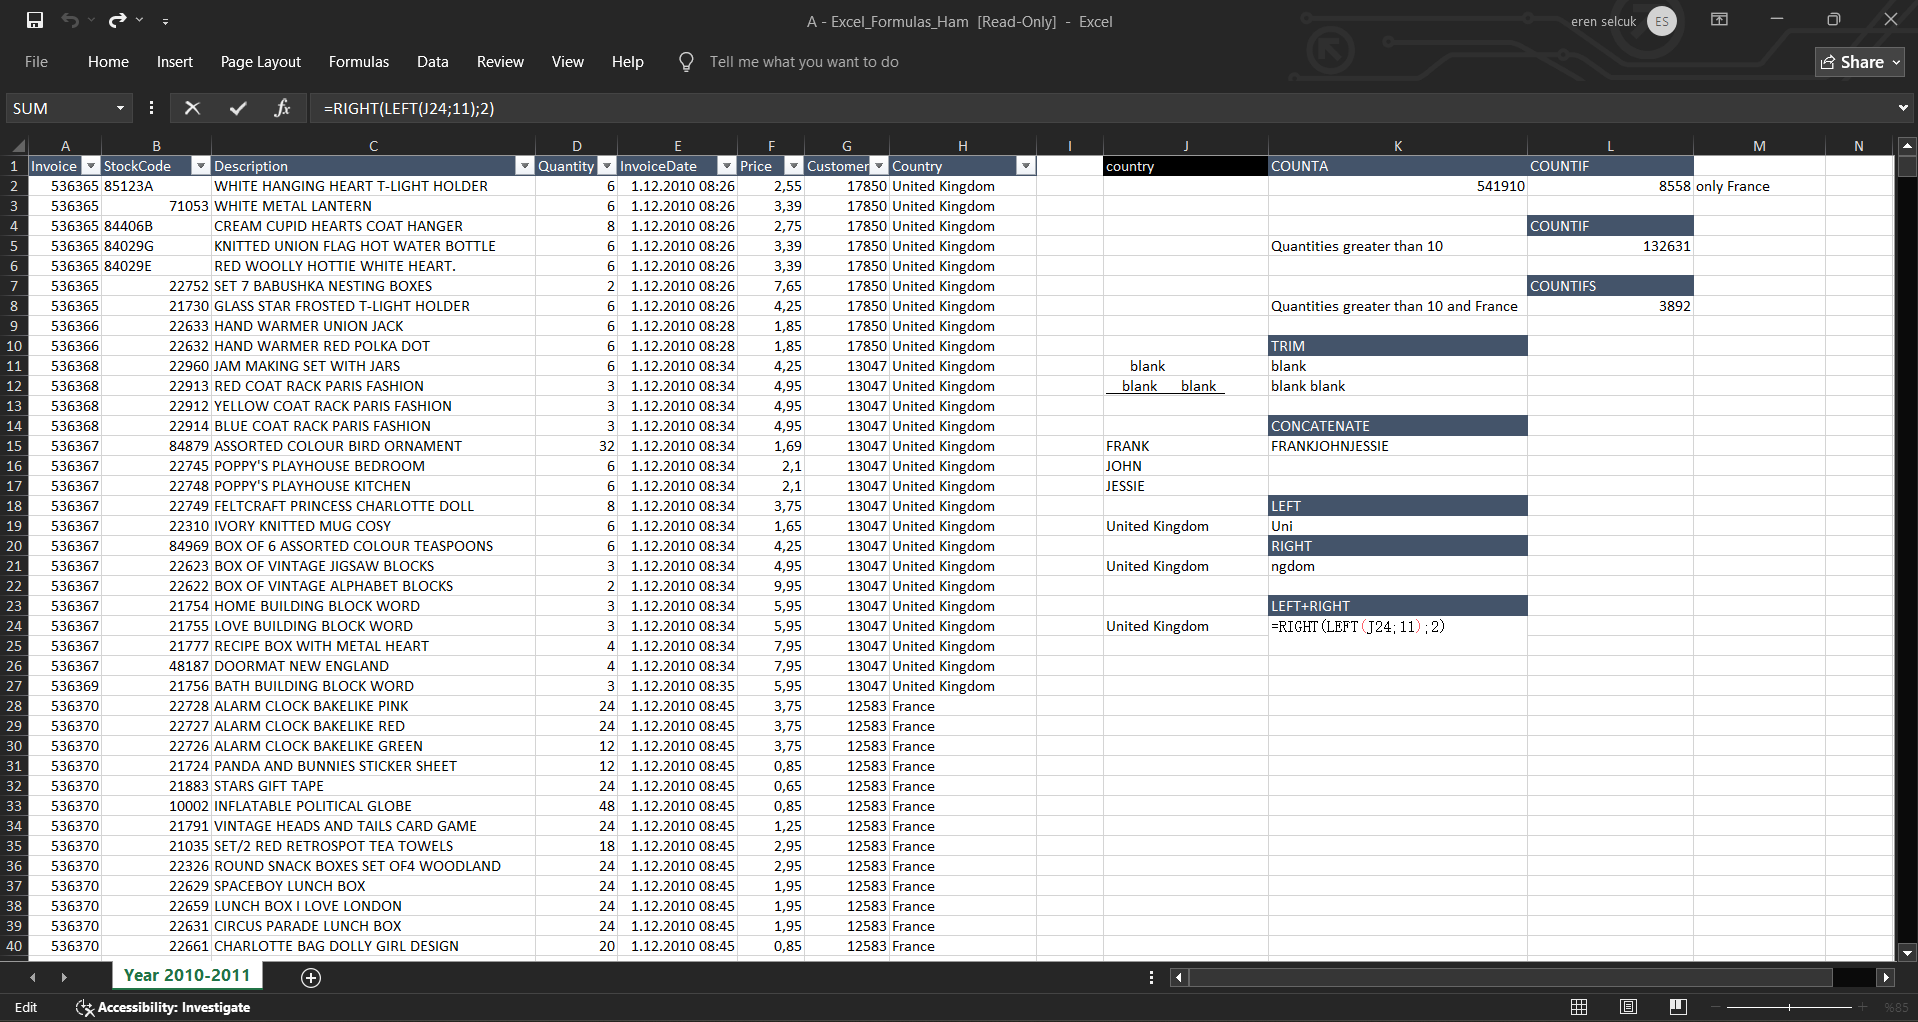 A - Excel_Formulas_Ham [Read-Only] - Excel
eren selcuk ES
File Home Insert Page Layout Formulas Data Review View Help Tell me what you want to do Share
SUM fx =RIGHT(LEFT(J24;11);2)
A B C D E F G H I J K L M N
1 Invoice StockCode Description Quantity InvoiceDate Price Customer Country country COUNTA COUNTIF
2 536365 85123A WHITE HANGING HEART T-LIGHT HOLDER 6 1.12.2010 08:26 2,55 17850 United Kingdom 541910 8558 only France
3 536365 71053 WHITE METAL LANTERN 6 1.12.2010 08:26 3,39 17850 United Kingdom
4 536365 84406B CREAM CUPID HEARTS COAT HANGER 8 1.12.2010 08:26 2,75 17850 United Kingdom COUNTIF
5 536365 84029G KNITTED UNION FLAG HOT WATER BOTTLE 6 1.12.2010 08:26 3,39 17850 United Kingdom Quantities greater than 10 132631
6 536365 84029E RED WOOLLY HOTTIE WHITE HEART. 6 1.12.2010 08:26 3,39 17850 United Kingdom
7 536365 22752 SET 7 BABUSHKA NESTING BOXES 2 1.12.2010 08:26 7,65 17850 United Kingdom COUNTIFS
8 536365 21730 GLASS STAR FROSTED T-LIGHT HOLDER 6 1.12.2010 08:26 4,25 17850 United Kingdom Quantities greater than 10 and France 3892
9 536366 22633 HAND WARMER UNION JACK 6 1.12.2010 08:28 1,85 17850 United Kingdom
10 536366 22632 HAND WARMER RED POLKA DOT 6 1.12.2010 08:28 1,85 17850 United Kingdom TRIM
11 536368 22960 JAM MAKING SET WITH JARS 6 1.12.2010 08:34 4,25 13047 United Kingdom blank blank
12 536368 22913 RED COAT RACK PARIS FASHION 3 1.12.2010 08:34 4,95 13047 United Kingdom blank blank blank blank
13 536368 22912 YELLOW COAT RACK PARIS FASHION 3 1.12.2010 08:34 4,95 13047 United Kingdom
14 536368 22914 BLUE COAT RACK PARIS FASHION 3 1.12.2010 08:34 4,95 13047 United Kingdom CONCATENATE
15 536367 84879 ASSORTED COLOUR BIRD ORNAMENT 32 1.12.2010 08:34 1,69 13047 United Kingdom FRANK FRANKJOHNJESSIE
16 536367 22745 POPPY'S PLAYHOUSE BEDROOM 6 1.12.2010 08:34 2,1 13047 United Kingdom JOHN
17 536367 22748 POPPY'S PLAYHOUSE KITCHEN 6 1.12.2010 08:34 2,1 13047 United Kingdom JESSIE
18 536367 22749 FELTCRAFT PRINCESS CHARLOTTE DOLL 8 1.12.2010 08:34 3,75 13047 United Kingdom LEFT
19 536367 22310 IVORY KNITTED MUG COSY 6 1.12.2010 08:34 1,65 13047 United Kingdom United Kingdom Uni
20 536367 84969 BOX OF 6 ASSORTED COLOUR TEASPOONS 6 1.12.2010 08:34 4,25 13047 United Kingdom RIGHT
21 536367 22623 BOX OF VINTAGE JIGSAW BLOCKS 3 1.12.2010 08:34 4,95 13047 United Kingdom United Kingdom ngdom
22 536367 22622 BOX OF VINTAGE ALPHABET BLOCKS 2 1.12.2010 08:34 9,95 13047 United Kingdom
23 536367 21754 HOME BUILDING BLOCK WORD 3 1.12.2010 08:34 5,95 13047 United Kingdom LEFT+RIGHT
24 536367 21755 LOVE BUILDING BLOCK WORD 3 1.12.2010 08:34 5,95 13047 United Kingdom United Kingdom =RIGHT(LEFT(J24;11);2)
25 536367 21777 RECIPE BOX WITH METAL HEART 4 1.12.2010 08:34 7,95 13047 United Kingdom
26 536367 48187 DOORMAT NEW ENGLAND 4 1.12.2010 08:34 7,95 13047 United Kingdom
27 536369 21756 BATH BUILDING BLOCK WORD 3 1.12.2010 08:35 5,95 13047 United Kingdom
28 536370 22728 ALARM CLOCK BAKELIKE PINK 24 1.12.2010 08:45 3,75 12583 France
29 536370 22727 ALARM CLOCK BAKELIKE RED 24 1.12.2010 08:45 3,75 12583 France
30 536370 22726 ALARM CLOCK BAKELIKE GREEN 12 1.12.2010 08:45 3,75 12583 France
31 536370 21724 PANDA AND BUNNIES STICKER SHEET 12 1.12.2010 08:45 0,85 12583 France
32 536370 21883 STARS GIFT TAPE 24 1.12.2010 08:45 0,65 12583 France
33 536370 10002 INFLATABLE POLITICAL GLOBE 48 1.12.2010 08:45 0,85 12583 France
34 536370 21791 VINTAGE HEADS AND TAILS CARD GAME 24 1.12.2010 08:45 1,25 12583 France
35 536370 21035 SET/2 RED RETROSPOT TEA TOWELS 18 1.12.2010 08:45 2,95 12583 France
36 536370 22326 ROUND SNACK BOXES SET OF4 WOODLAND 24 1.12.2010 08:45 2,95 12583 France
37 536370 22629 SPACEBOY LUNCH BOX 24 1.12.2010 08:45 1,95 12583 France
38 536370 22659 LUNCH BOX I LOVE LONDON 24 1.12.2010 08:45 1,95 12583 France
39 536370 22631 CIRCUS PARADE LUNCH BOX 24 1.12.2010 08:45 1,95 12583 France
40 536370 22661 CHARLOTTE BAG DOLLY GIRL DESIGN 20 1.12.2010 08:45 0,85 12583 France
Year 2010-2011
Edit Accessibility: Investigate %85